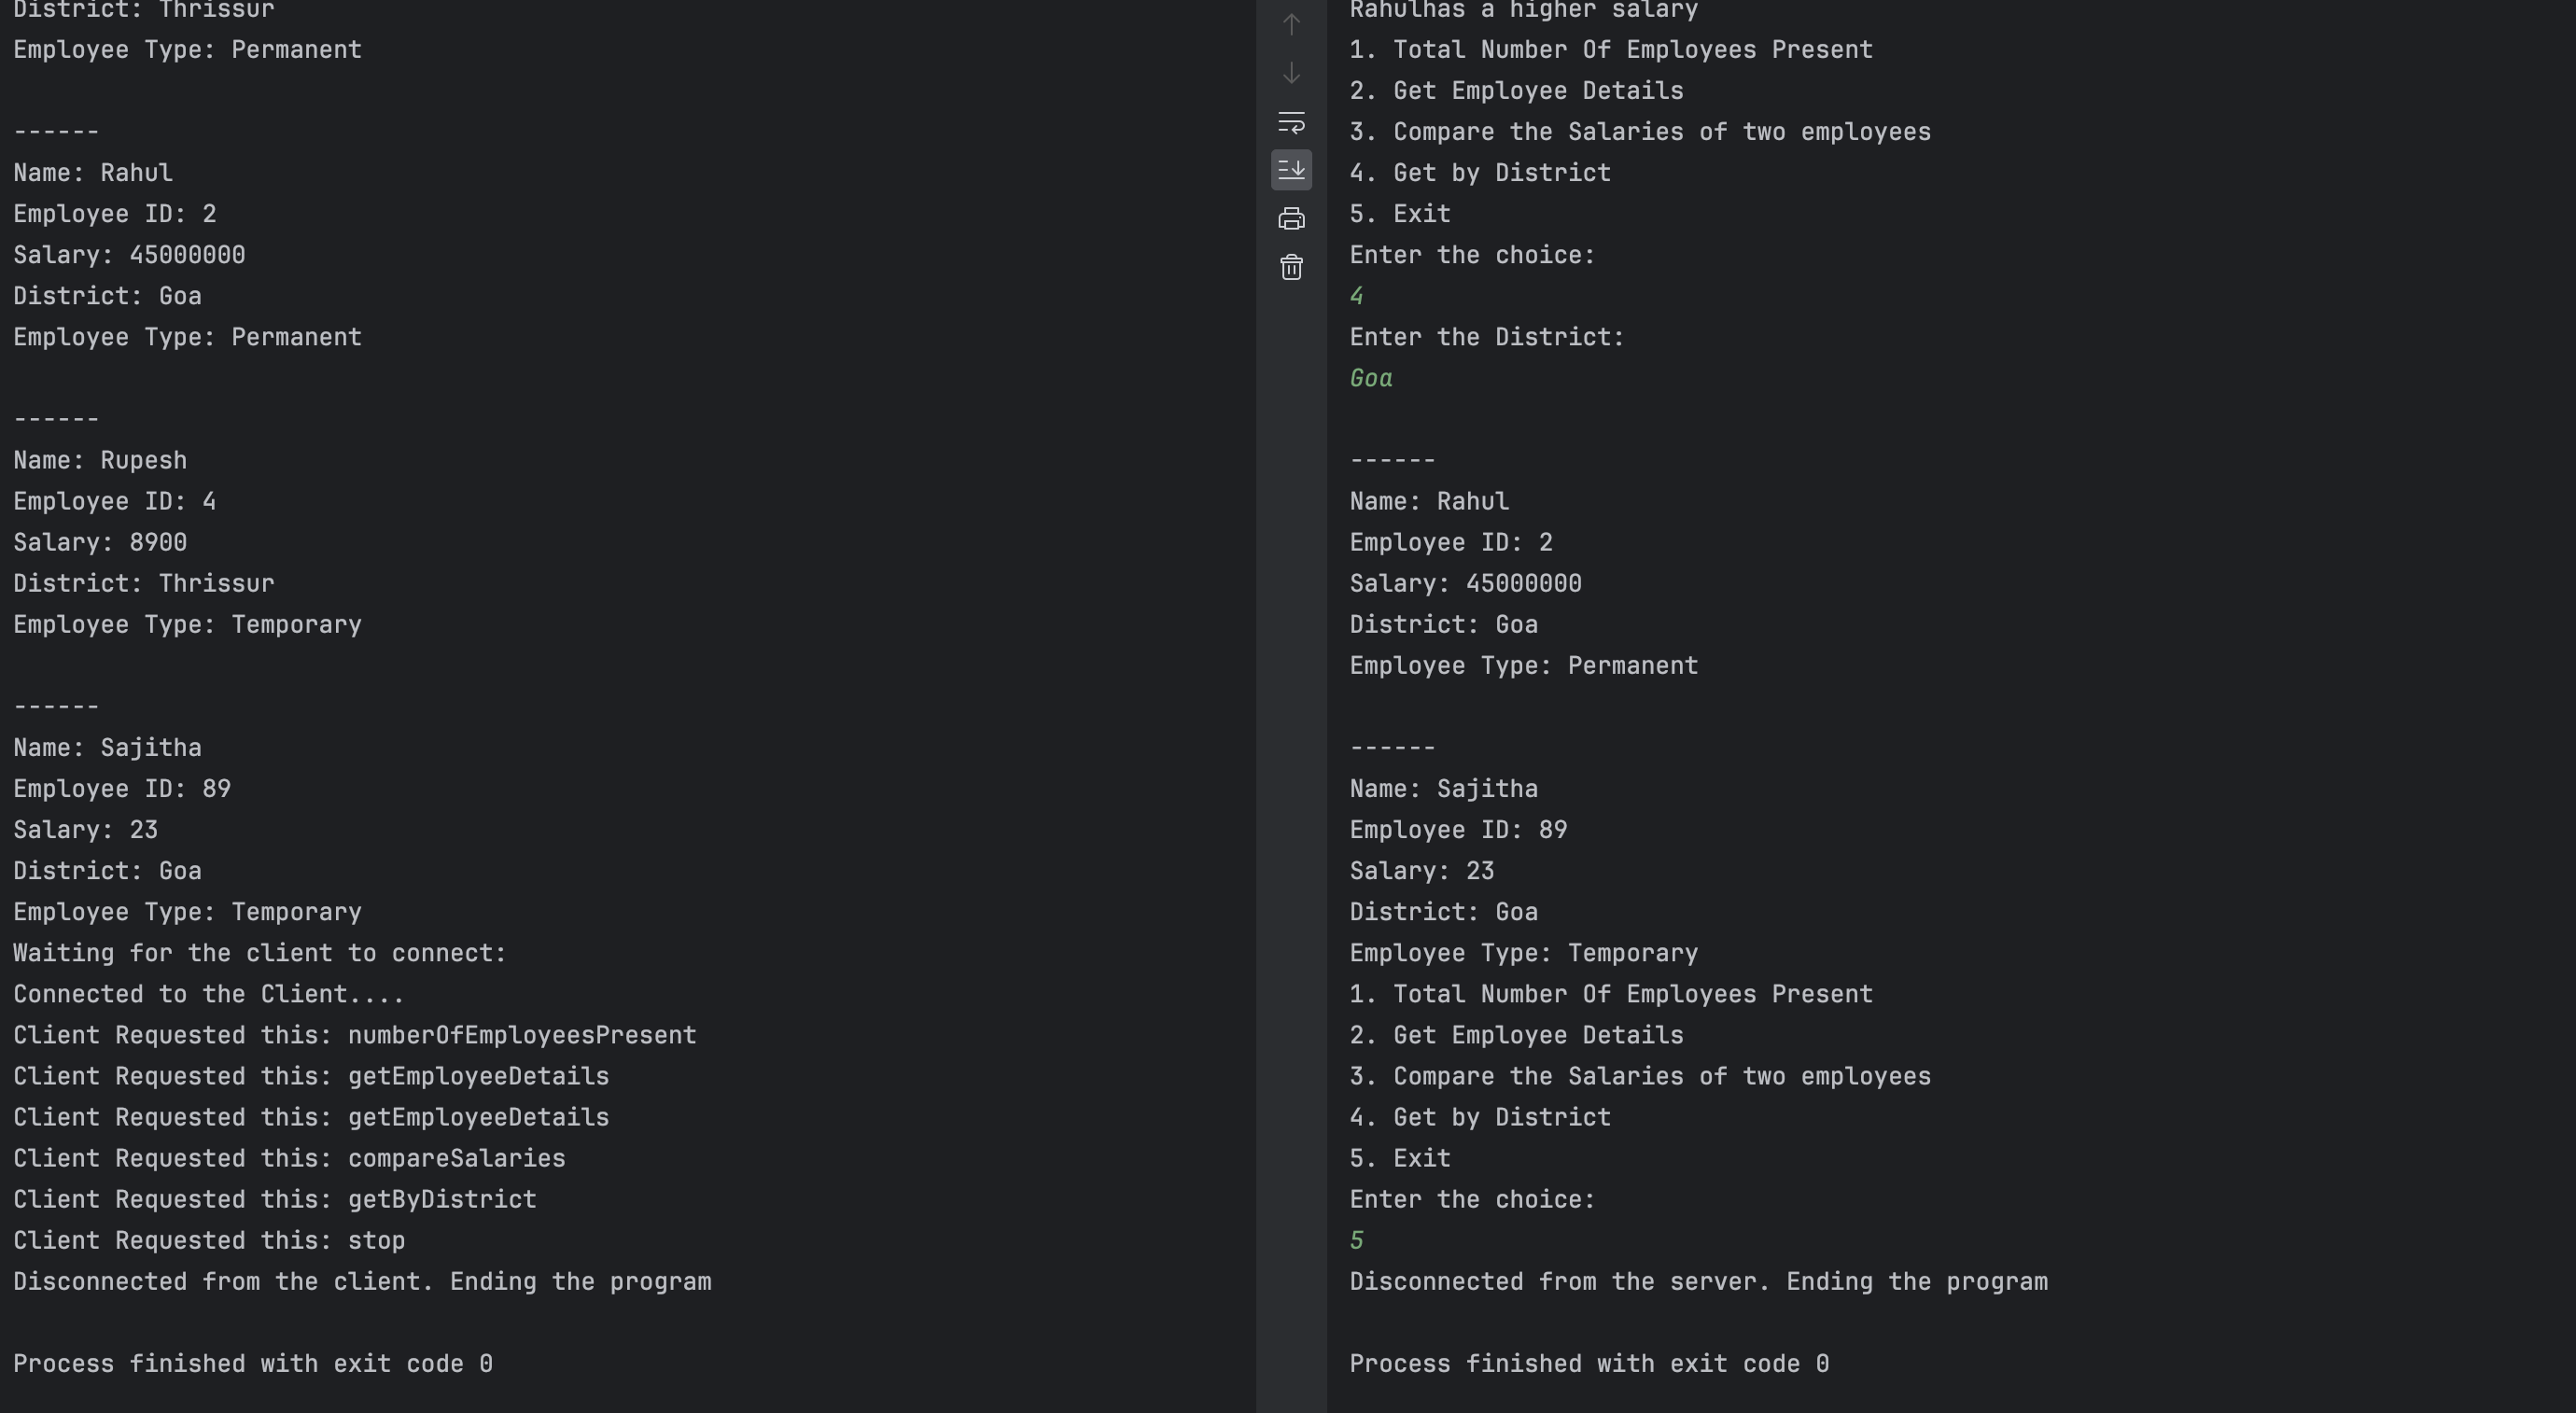 District: Thrissur
Employee Type: Permanent
------
Name: Rahul
Employee ID: 2
Salary: 45000000
District: Goa
Employee Type: Permanent
------
Name: Rupesh
Employee ID: 4
Salary: 8900
District: Thrissur
Employee Type: Temporary
------
Name: Sajitha
Employee ID: 89
Salary: 23
District: Goa
Employee Type: Temporary
Waiting for the client to connect:
Connected to the Client....
Client Requested this: numberOfEmployeesPresent
Client Requested this: getEmployeeDetails
Client Requested this: getEmployeeDetails
Client Requested this: compareSalaries
Client Requested this: getByDistrict
Client Requested this: stop
Disconnected from the client. Ending the program
Process finished with exit code 0
Rahulhas a higher salary
1. Total Number Of Employees Present
2. Get Employee Details
3. Compare the Salaries of two employees
4. Get by District
5. Exit
Enter the choice:
4
Enter the District:
Goa
------
Name: Rahul
Employee ID: 2
Salary: 45000000
District: Goa
Employee Type: Permanent
------
Name: Sajitha
Employee ID: 89
Salary: 23
District: Goa
Employee Type: Temporary
1. Total Number Of Employees Present
2. Get Employee Details
3. Compare the Salaries of two employees
4. Get by District
5. Exit
Enter the choice:
5
Disconnected from the server. Ending the program
Process finished with exit code 0